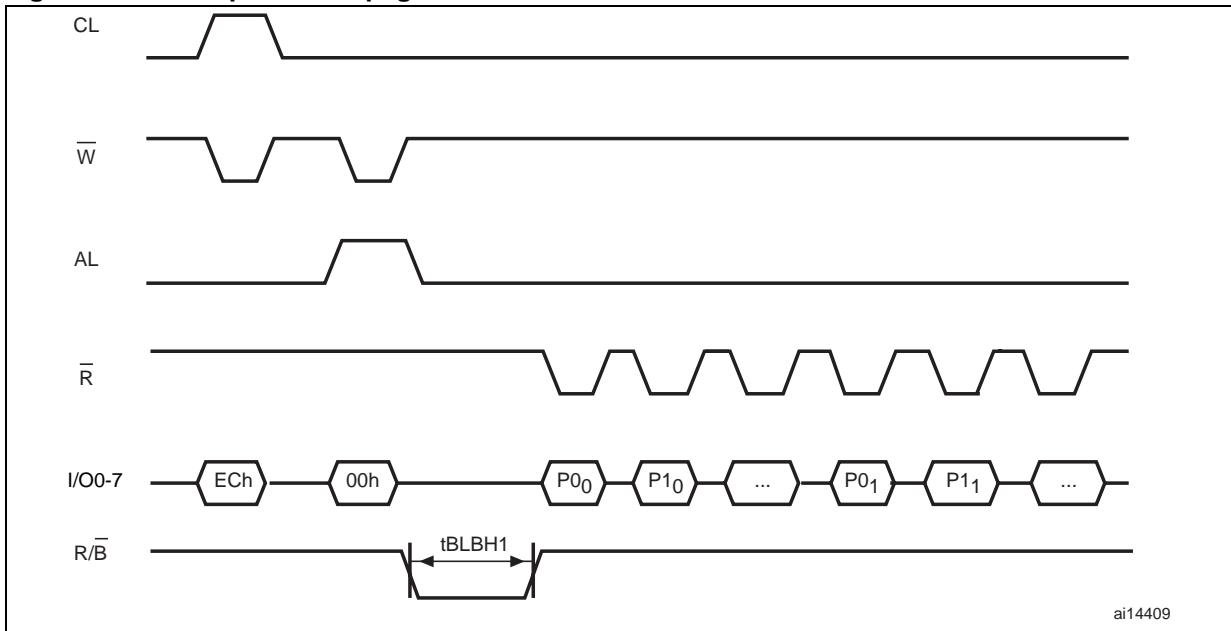 CL
W̅
AL
R̅
I/O0-7 ECh 00h P0₀ P1₀ ... P0₁ P1₁ ...
R/B̅ tBLBH1
ai14409